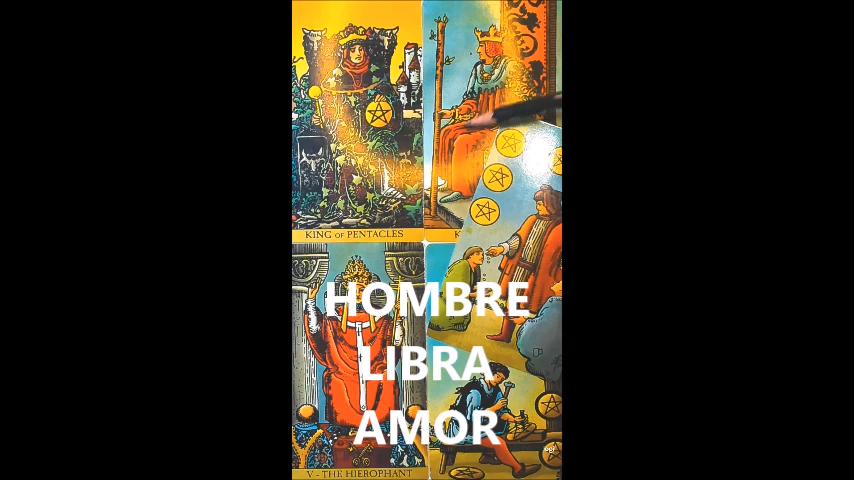 KING OF PENTACLES
K
HOMBRE
LIBRA
AMOR
V - THE HIEROPHANT